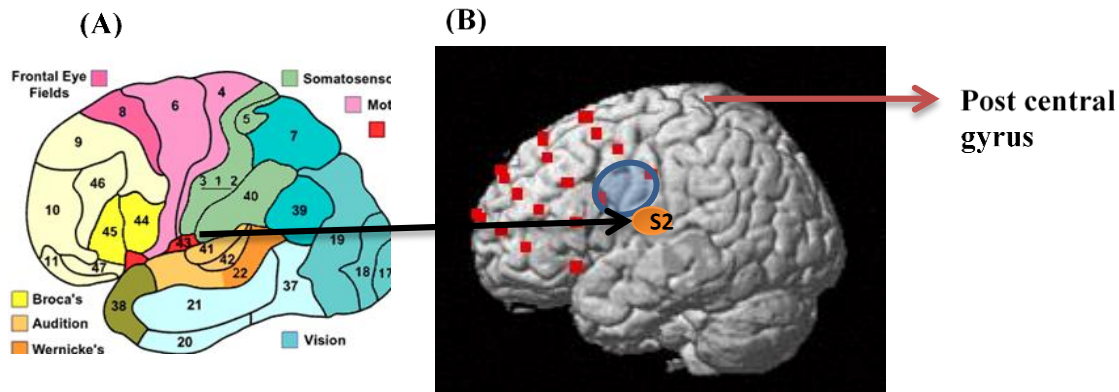 (A)
(B)
Frontal Eye
Fields
Somatosenso
Mot
6
4
8
5
9
7
46
3 1 2
40
10
44
45
39
43
41
42
19
11
47
22
18
17
38
37
21
20
Broca's
Audition
Wernicke's
Vision
S2
Post central
gyrus